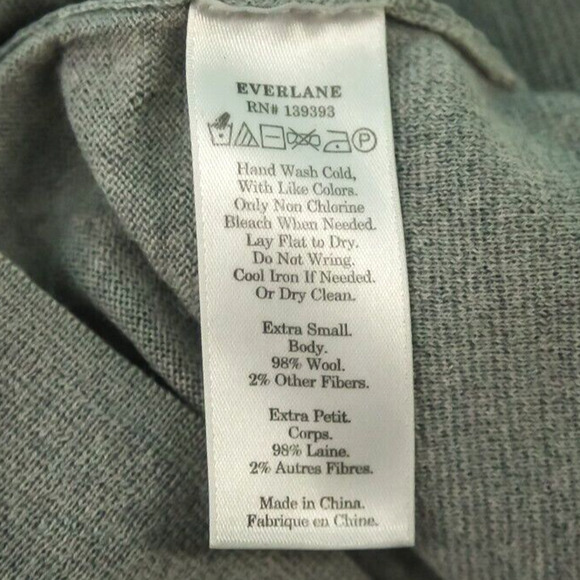 EVERLANE
RN# 139393
P
Hand Wash Cold,
With Like Colors.
Only Non Chlorine
Bleach When Needed.
Lay Flat to Dry.
Do Not Wring.
Cool Iron If Needed.
Or Dry Clean.
Extra Small.
Body.
98% Wool.
2% Other Fibers.
Extra Petit.
Corps.
98% Laine.
2% Autres Fibres.
Made in China.
Fabrique en Chine.